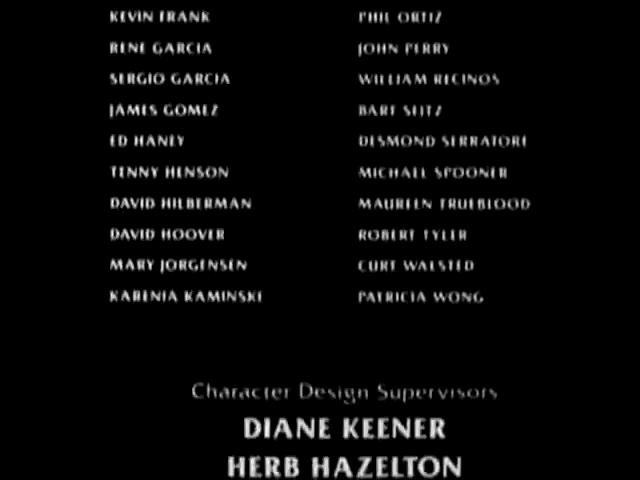 KEVIN FRANK
RENE GARCIA
SERGIO GARCIA
JAMES GOMEZ
ED HANEY
TENNY HENSON
DAVID HILBERMAN
DAVID HOOVER
MARY JORGENSEN
KARENIA KAMINSKI
PHIL ORTIZ
JOHN PERRY
WILLIAM RECINOS
BART SEITZ
DESMOND SERRATORE
MICHAEL SPOONER
MAUREEN TRUEBLOOD
ROBERT TYLER
CURT WALSTED
PATRICIA WONG
Character Design Supervisors
DIANE KEENER
HERB HAZELTON